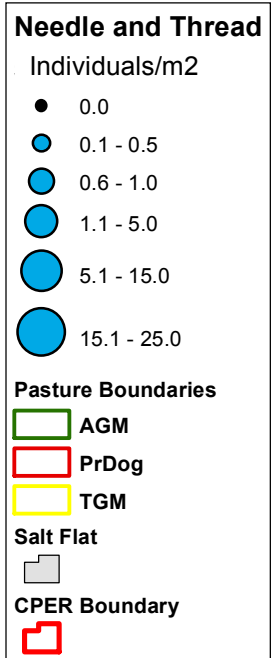 Needle and Thread
Individuals/m2
0.0
0.1 - 0.5
0.6 - 1.0
1.1 - 5.0
5.1 - 15.0
15.1 - 25.0
Pasture Boundaries
AGM
PrDog
TGM
Salt Flat
CPER Boundary